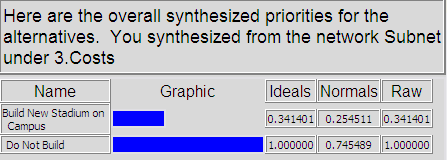 Here are the overall synthesized priorities for the
alternatives. You synthesized from the network Subnet
under 3.Costs
Name Graphic Ideals Normals Raw
Build New Stadium on
Campus 0.341401 0.254511 0.341401
Do Not Build 1.000000 0.745489 1.000000